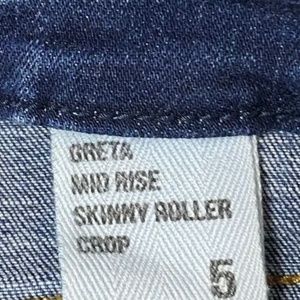 GRETA
MID RISE
SKINNY ROLLER
CROP
5